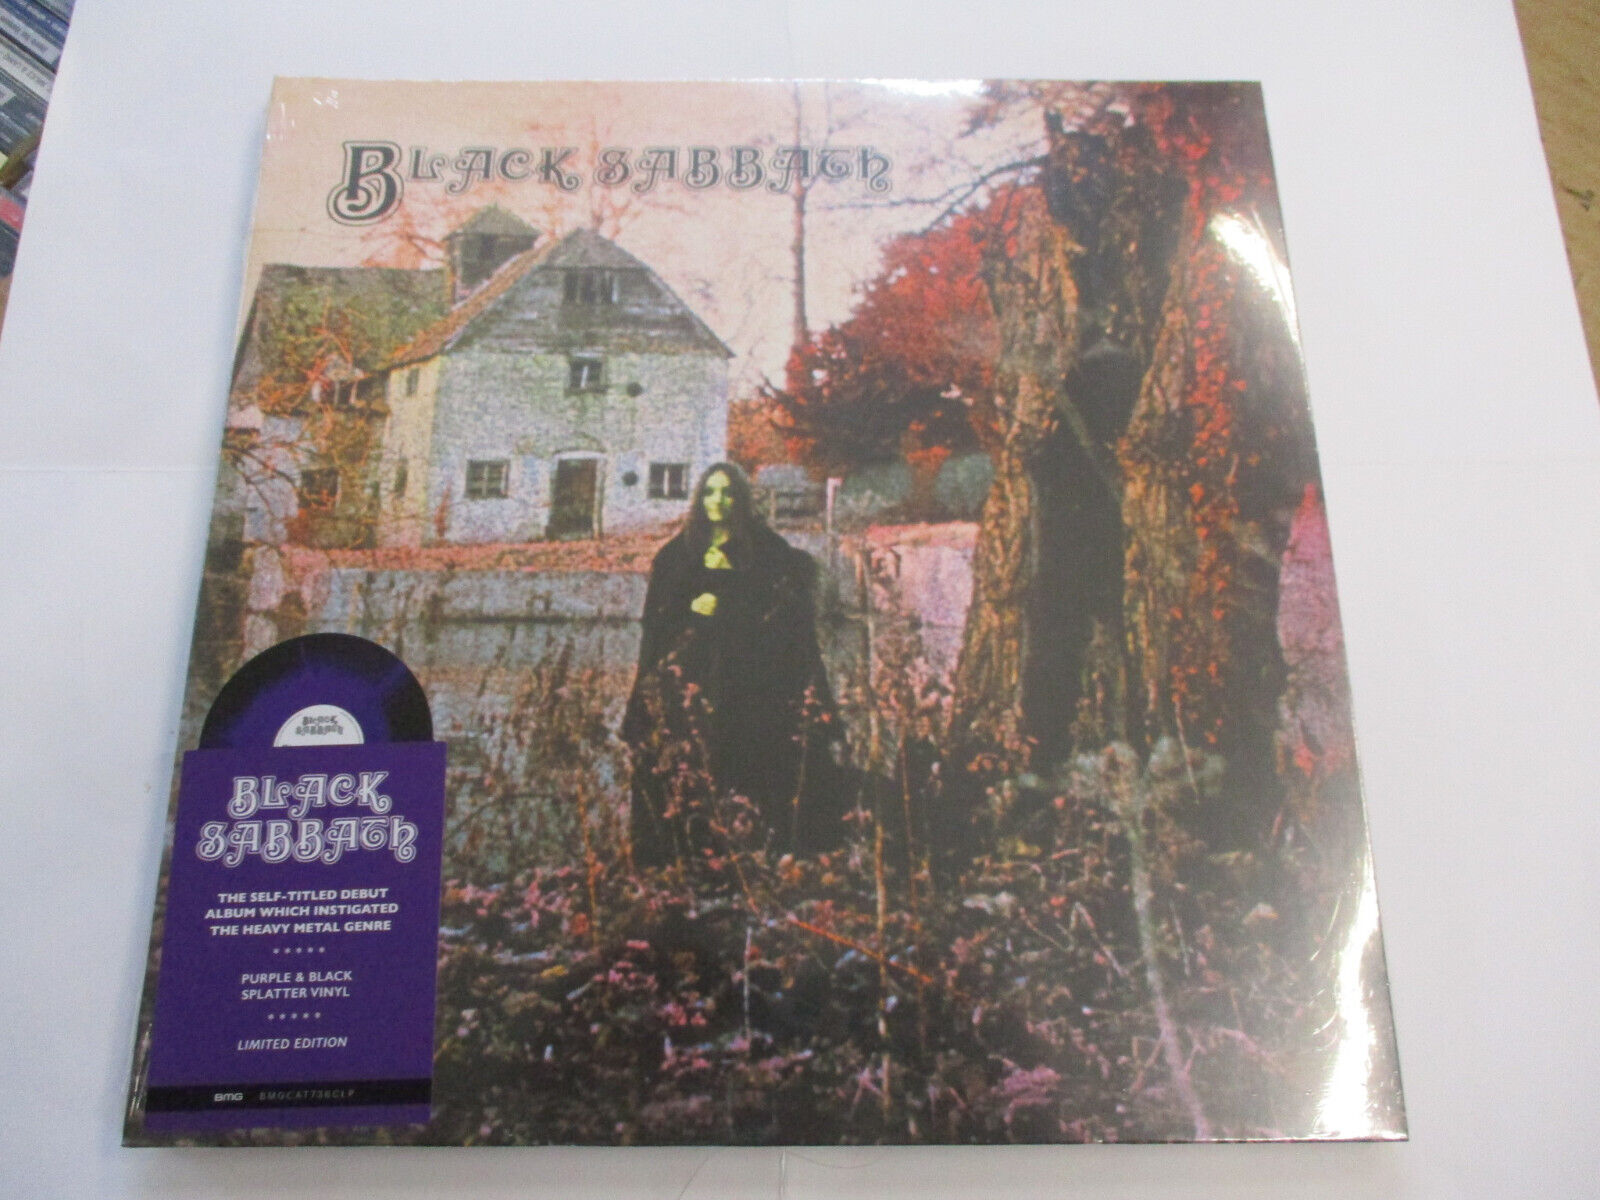 BLACK SABBATH
BLACK
SABBATH
BLACK
SABBATH
THE SELF-TITLED DEBUT
ALBUM WHICH INSTIGATED
THE HEAVY METAL GENRE
*****
PURPLE & BLACK
SPLATTER VINYL
*****
LIMITED EDITION
BMG BMGCAT736CLP